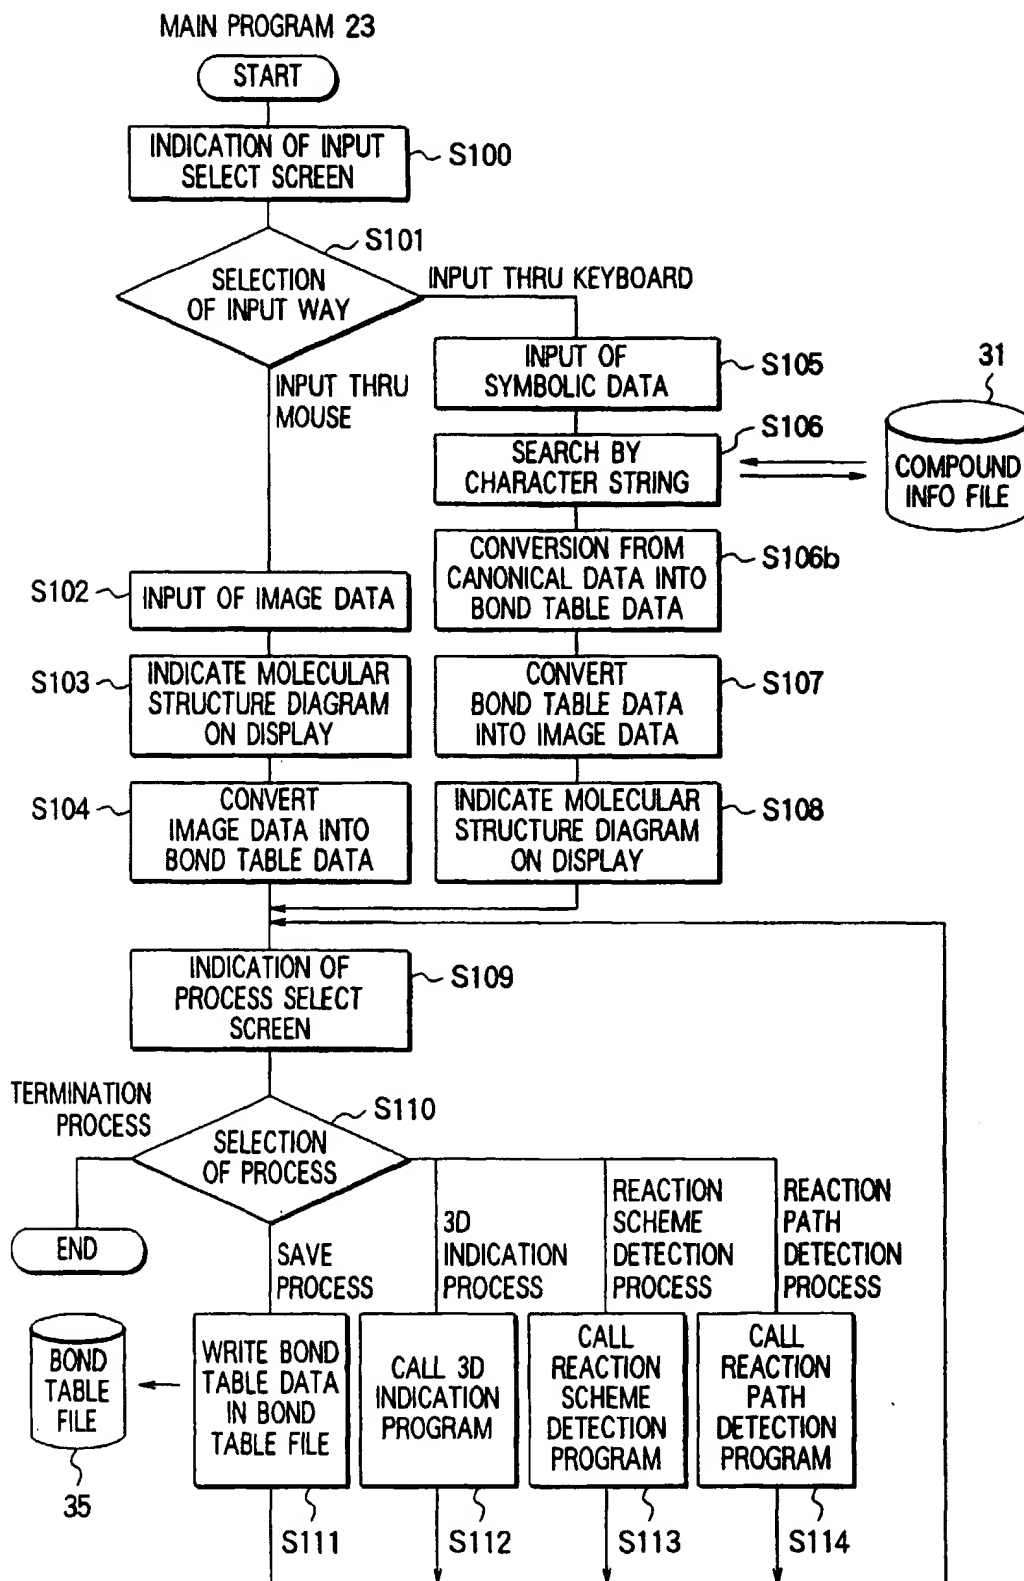 MAIN PROGRAM 23
START
INDICATION OF INPUT
SELECT SCREEN
S100
S101
SELECTION
OF INPUT WAY
INPUT THRU KEYBOARD
INPUT THRU
MOUSE
INPUT OF
SYMBOLIC DATA
S105
31
SEARCH BY
CHARACTER STRING
S106
COMPOUND
INFO FILE
CONVERSION FROM
CANONICAL DATA INTO
BOND TABLE DATA
S106b
S102
INPUT OF IMAGE DATA
S103
INDICATE MOLECULAR
STRUCTURE DIAGRAM
ON DISPLAY
CONVERT
BOND TABLE DATA
INTO IMAGE DATA
S107
S104
CONVERT
IMAGE DATA INTO
BOND TABLE DATA
INDICATE MOLECULAR
STRUCTURE DIAGRAM
ON DISPLAY
S108
INDICATION OF
PROCESS SELECT
SCREEN
S109
TERMINATION
PROCESS
S110
SELECTION
OF PROCESS
END
SAVE
PROCESS
3D
INDICATION
PROCESS
REACTION
SCHEME
DETECTION
PROCESS
REACTION
PATH
DETECTION
PROCESS
BOND
TABLE
FILE
35
WRITE BOND
TABLE DATA
IN BOND
TABLE FILE
CALL 3D
INDICATION
PROGRAM
CALL
REACTION
SCHEME
DETECTION
PROGRAM
CALL
REACTION
PATH
DETECTION
PROGRAM
S111
S112
S113
S114